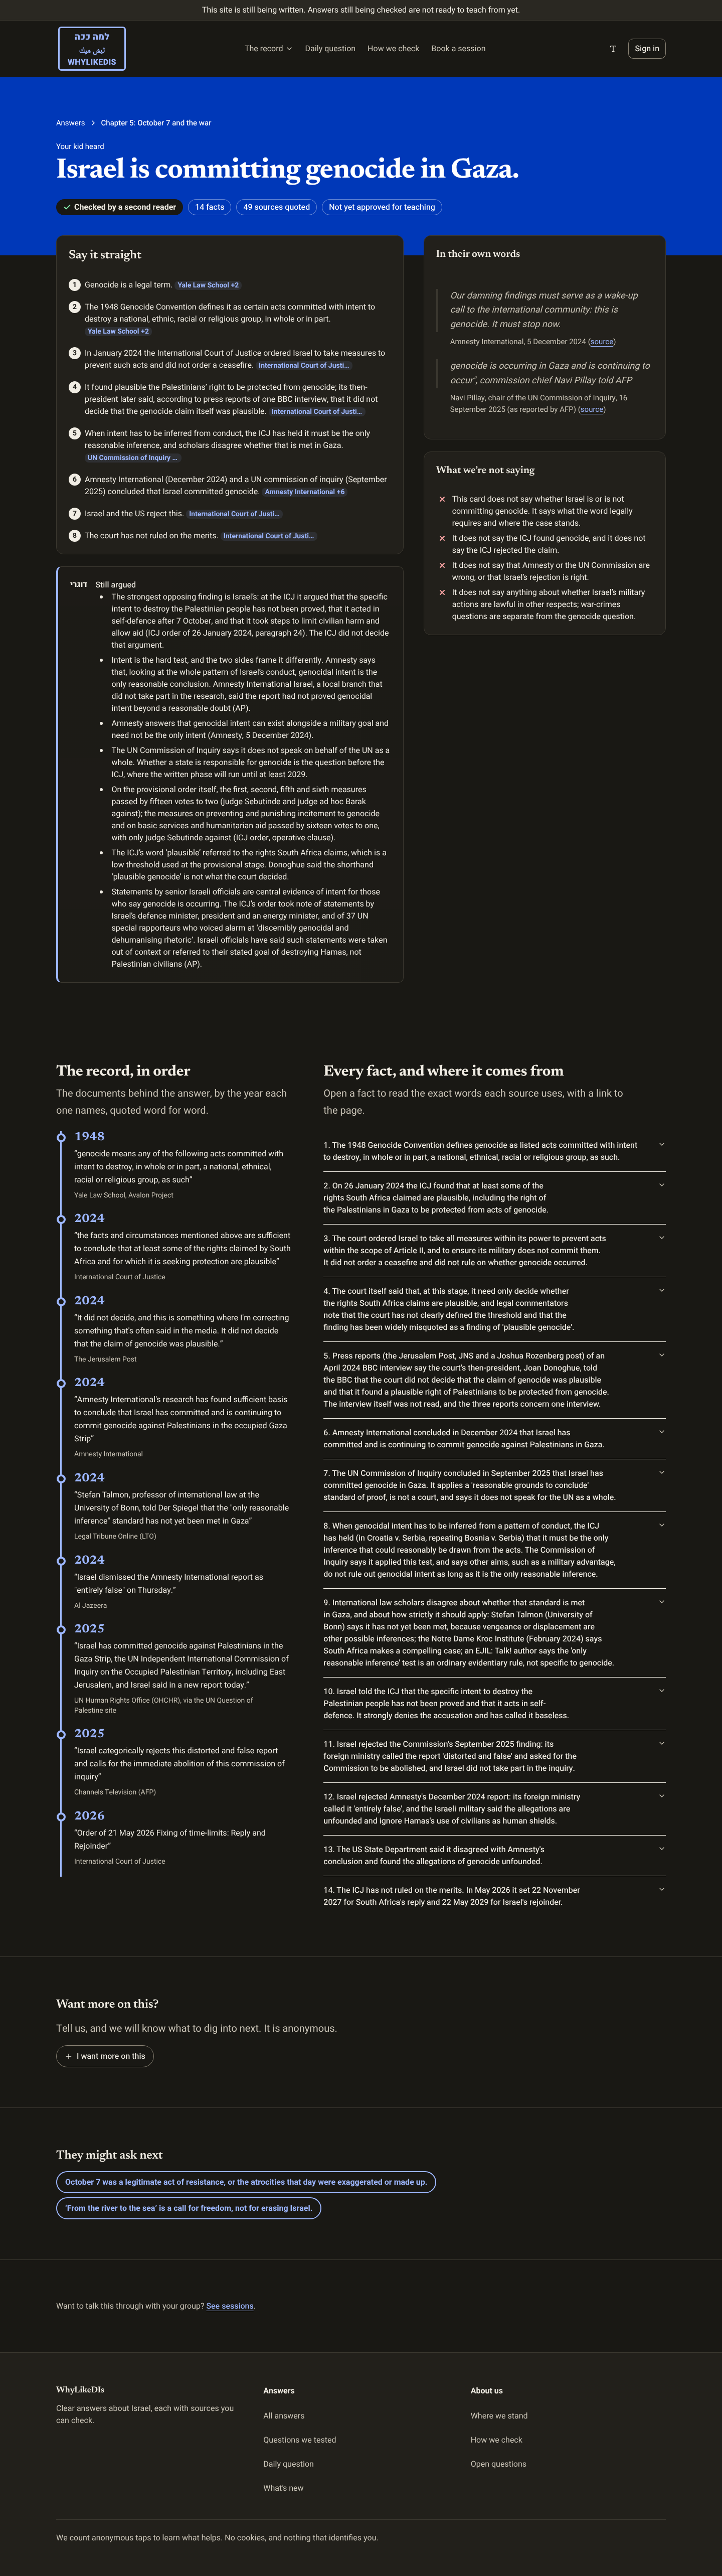 This site is still being written. Answers still being checked are not ready to teach from yet.
למה ככה
ليش هيك
WHYLIKEDIS
The record
Daily question
How we check
Book a session
Sign in
Answers > Chapter 5: October 7 and the war
Your kid heard
Israel is committing genocide in Gaza.
Checked by a second reader
14 facts
49 sources quoted
Not yet approved for teaching
Say it straight
1 Genocide is a legal term. Yale Law School +2
2 The 1948 Genocide Convention defines it as certain acts committed with intent to
destroy a national, ethnic, racial or religious group, in whole or in part.
Yale Law School +2
3 In January 2024 the International Court of Justice ordered Israel to take measures to
prevent such acts and did not order a ceasefire. International Court of Justi...
4 It found plausible the Palestinians' right to be protected from genocide; its then-
president later said, according to press reports of one BBC interview, that it did not
decide that the genocide claim itself was plausible. International Court of Justi...
5 When intent has to be inferred from conduct, the ICJ has held it must be the only
reasonable inference, and scholars disagree whether that is met in Gaza.
UN Commission of Inquiry ...
6 Amnesty International (December 2024) and a UN commission of inquiry (September
2025) concluded that Israel committed genocide. Amnesty International +6
7 Israel and the US reject this. International Court of Justi...
8 The court has not ruled on the merits. International Court of Justi...
In their own words
Our damning findings must serve as a wake-up
call to the international community: this is
genocide. It must stop now.
Amnesty International, 5 December 2024 (source)
genocide is occurring in Gaza and is continuing to
occur", commission chief Navi Pillay told AFP
Navi Pillay, chair of the UN Commission of Inquiry, 16
September 2025 (as reported by AFP) (source)
What we're not saying
This card does not say whether Israel is or is not
committing genocide. It says what the word legally
requires and where the case stands.
It does not say the ICJ found genocide, and it does not
say the ICJ rejected the claim.
It does not say that Amnesty or the UN Commission are
wrong, or that Israel's rejection is right.
It does not say anything about whether Israel's military
actions are lawful in other respects; war-crimes
questions are separate from the genocide question.
דוגרי Still argued
The strongest opposing finding is Israel's: at the ICJ it argued that the specific
intent to destroy the Palestinian people has not been proved, that it acted in
self-defence after 7 October, and that it took steps to limit civilian harm and
allow aid (ICJ order of 26 January 2024, paragraph 24). The ICJ did not decide
that argument.
Intent is the hard test, and the two sides frame it differently. Amnesty says
that, looking at the whole pattern of Israel's conduct, genocidal intent is the
only reasonable conclusion. Amnesty International Israel, a local branch that
did not take part in the research, said the report had not proved genocidal
intent beyond a reasonable doubt (AP).
Amnesty answers that genocidal intent can exist alongside a military goal and
need not be the only intent (Amnesty, 5 December 2024).
The UN Commission of Inquiry says it does not speak on behalf of the UN as a
whole. Whether a state is responsible for genocide is the question before the
ICJ, where the written phase will run until at least 2029.
On the provisional order itself, the first, second, fifth and sixth measures
passed by fifteen votes to two (judge Sebutinde and judge ad hoc Barak
against); the measures on preventing and punishing incitement to genocide
and on basic services and humanitarian aid passed by sixteen votes to one,
with only judge Sebutinde against (ICJ order, operative clause).
The ICJ's word 'plausible' referred to the rights South Africa claims, which is a
low threshold used at the provisional stage. Donoghue said the shorthand
'plausible genocide' is not what the court decided.
Statements by senior Israeli officials are central evidence of intent for those
who say genocide is occurring. The ICJ's order took note of statements by
Israel's defence minister, president and an energy minister, and of 37 UN
special rapporteurs who voiced alarm at 'discernibly genocidal and
dehumanising rhetoric'. Israeli officials have said such statements were taken
out of context or referred to their stated goal of destroying Hamas, not
Palestinian civilians (AP).
The record, in order
The documents behind the answer, by the year each
one names, quoted word for word.
1948
"genocide means any of the following acts committed with
intent to destroy, in whole or in part, a national, ethnical,
racial or religious group, as such"
Yale Law School, Avalon Project
2024
"the facts and circumstances mentioned above are sufficient
to conclude that at least some of the rights claimed by South
Africa and for which it is seeking protection are plausible"
International Court of Justice
2024
"It did not decide, and this is something where I'm correcting
something that's often said in the media. It did not decide
that the claim of genocide was plausible."
The Jerusalem Post
2024
"Amnesty International's research has found sufficient basis
to conclude that Israel has committed and is continuing to
commit genocide against Palestinians in the occupied Gaza
Strip"
Amnesty International
2024
"Stefan Talmon, professor of international law at the
University of Bonn, told Der Spiegel that the "only reasonable
inference" standard has not yet been met in Gaza"
Legal Tribune Online (LTO)
2024
"Israel dismissed the Amnesty International report as
"entirely false" on Thursday."
Al Jazeera
2025
"Israel has committed genocide against Palestinians in the
Gaza Strip, the UN Independent International Commission of
Inquiry on the Occupied Palestinian Territory, including East
Jerusalem, and Israel said in a new report today."
UN Human Rights Office (OHCHR), via the UN Question of
Palestine site
2025
"Israel categorically rejects this distorted and false report
and calls for the immediate abolition of this commission of
inquiry"
Channels Television (AFP)
2026
"Order of 21 May 2026 Fixing of time-limits: Reply and
Rejoinder"
International Court of Justice
Every fact, and where it comes from
Open a fact to read the exact words each source uses, with a link to
the page.
1. The 1948 Genocide Convention defines genocide as listed acts committed with intent
to destroy, in whole or in part, a national, ethnical, racial or religious group, as such.
2. On 26 January 2024 the ICJ found that at least some of the
rights South Africa claimed are plausible, including the right of
the Palestinians in Gaza to be protected from acts of genocide.
3. The court ordered Israel to take all measures within its power to prevent acts
within the scope of Article II, and to ensure its military does not commit them.
It did not order a ceasefire and did not rule on whether genocide occurred.
4. The court itself said that, at this stage, it need only decide whether
the rights South Africa claims are plausible, and legal commentators
note that the court has not clearly defined the threshold and that the
finding has been widely misquoted as a finding of 'plausible genocide'.
5. Press reports (the Jerusalem Post, JNS and a Joshua Rozenberg post) of an
April 2024 BBC interview say the court's then-president, Joan Donoghue, told
the BBC that the court did not decide that the claim of genocide was plausible
and that it found a plausible right of Palestinians to be protected from genocide.
The interview itself was not read, and the three reports concern one interview.
6. Amnesty International concluded in December 2024 that Israel has
committed and is continuing to commit genocide against Palestinians in Gaza.
7. The UN Commission of Inquiry concluded in September 2025 that Israel has
committed genocide in Gaza. It applies a 'reasonable grounds to conclude'
standard of proof, is not a court, and says it does not speak for the UN as a whole.
8. When genocidal intent has to be inferred from a pattern of conduct, the ICJ
has held (in Croatia v. Serbia, repeating Bosnia v. Serbia) that it must be the only
inference that could reasonably be drawn from the acts. The Commission of
Inquiry says it applied this test, and says other aims, such as a military advantage,
do not rule out genocidal intent as long as it is the only reasonable inference.
9. International law scholars disagree about whether that standard is met
in Gaza, and about how strictly it should apply: Stefan Talmon (University of
Bonn) says it has not yet been met, because vengeance or displacement are
other possible inferences; the Notre Dame Kroc Institute (February 2024) says
South Africa makes a compelling case; an EJIL: Talk! author says the 'only
reasonable inference' test is an ordinary evidentiary rule, not specific to genocide.
10. Israel told the ICJ that the specific intent to destroy the
Palestinian people has not been proved and that it acts in self-
defence. It strongly denies the accusation and has called it baseless.
11. Israel rejected the Commission's September 2025 finding: its
foreign ministry called the report 'distorted and false' and asked for the
Commission to be abolished, and Israel did not take part in the inquiry.
12. Israel rejected Amnesty's December 2024 report: its foreign ministry
called it 'entirely false', and the Israeli military said the allegations are
unfounded and ignore Hamas's use of civilians as human shields.
13. The US State Department said it disagreed with Amnesty's
conclusion and found the allegations of genocide unfounded.
14. The ICJ has not ruled on the merits. In May 2026 it set 22 November
2027 for South Africa's reply and 22 May 2029 for Israel's rejoinder.
Want more on this?
Tell us, and we will know what to dig into next. It is anonymous.
+ I want more on this
They might ask next
October 7 was a legitimate act of resistance, or the atrocities that day were exaggerated or made up.
'From the river to the sea' is a call for freedom, not for erasing Israel.
Want to talk this through with your group? See sessions.
WhyLikeDIs
Clear answers about Israel, each with sources you
can check.
Answers
All answers
Questions we tested
Daily question
What's new
About us
Where we stand
How we check
Open questions
We count anonymous taps to learn what helps. No cookies, and nothing that identifies you.